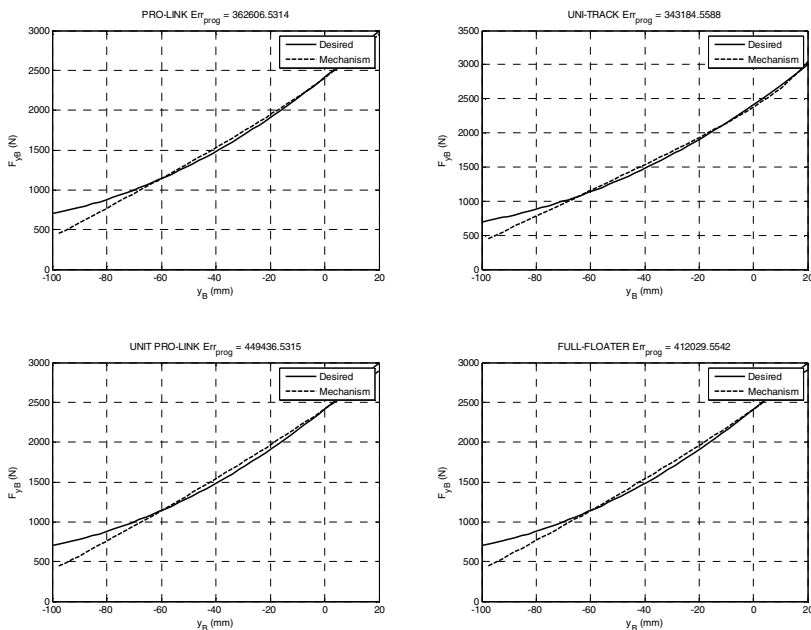 PRO-LINK Err_prog = 362606.5314
3000
2500
2000
1500
1000
500
0
F_yB (N)
-100 -80 -60 -40 -20 0 20
y_B (mm)
Desired
Mechanism
UNI-TRACK Err_prog = 343184.5588
3500
3000
2500
2000
1500
1000
500
0
F_yB (N)
-100 -80 -60 -40 -20 0 20
y_B (mm)
Desired
Mechanism
UNIT PRO-LINK Err_prog = 449436.5315
3000
2500
2000
1500
1000
500
0
F_yB (N)
-100 -80 -60 -40 -20 0 20
y_B (mm)
Desired
Mechanism
FULL-FLOATER Err_prog = 412029.5542
3000
2500
2000
1500
1000
500
0
F_yB (N)
-100 -80 -60 -40 -20 0 20
y_B (mm)
Desired
Mechanism